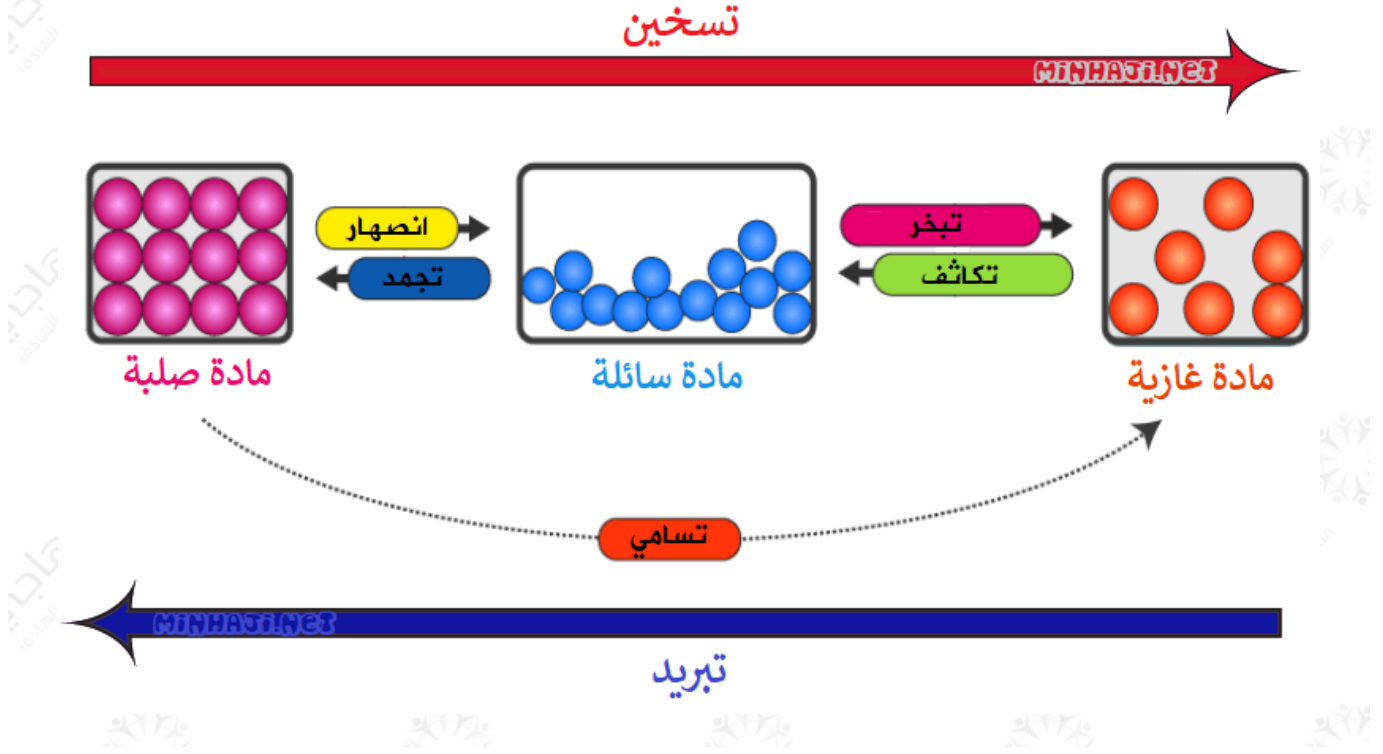 تسخين
MINHAJI.NET
انصهار
تبخر
تجمد
تكاثف
مادة صلبة
مادة سائلة
مادة غازية
تسامي
MINHAJI.NET
تبريد